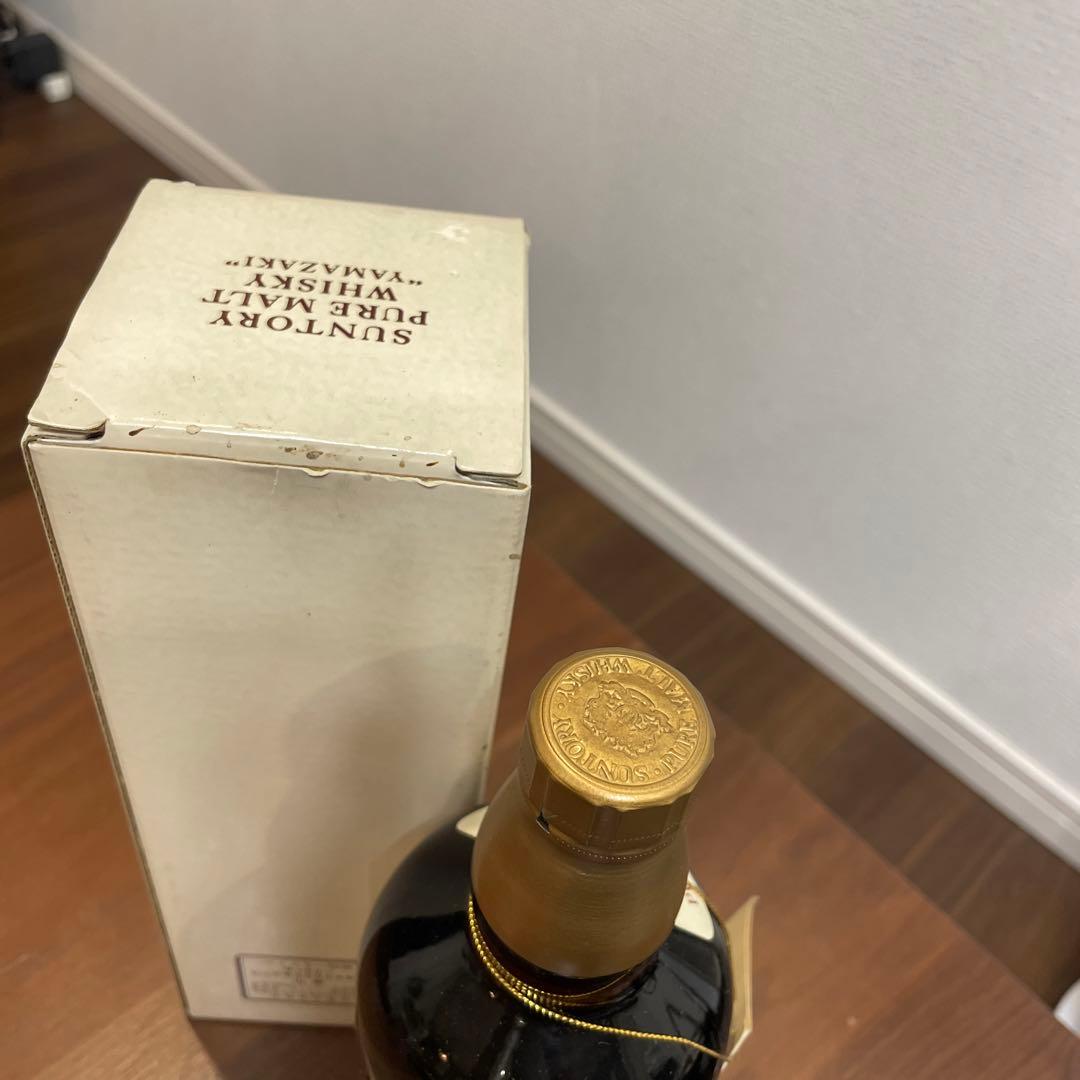 SUNTORY
PURE MALT
WHISKY
"YAMAZAKI"
SUNTORY · PURE MALT WHISKY ·